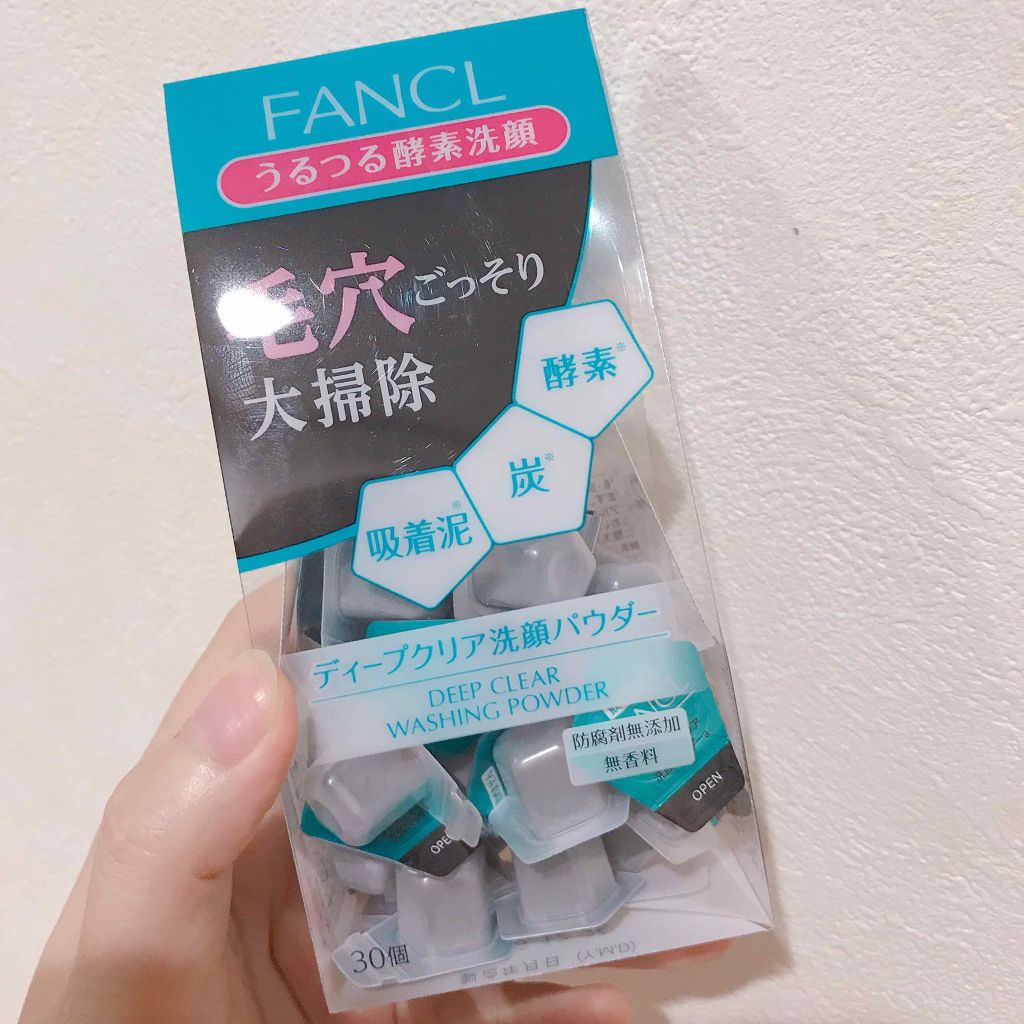 FANCL
うるつる酵素洗顔
毛穴ごっそり
大掃除
酵素※
炭※
吸着泥※
ディープクリア洗顔パウダー
DEEP CLEAR
WASHING POWDER
防腐剤無添加
無香料
OPEN
OPEN
30個